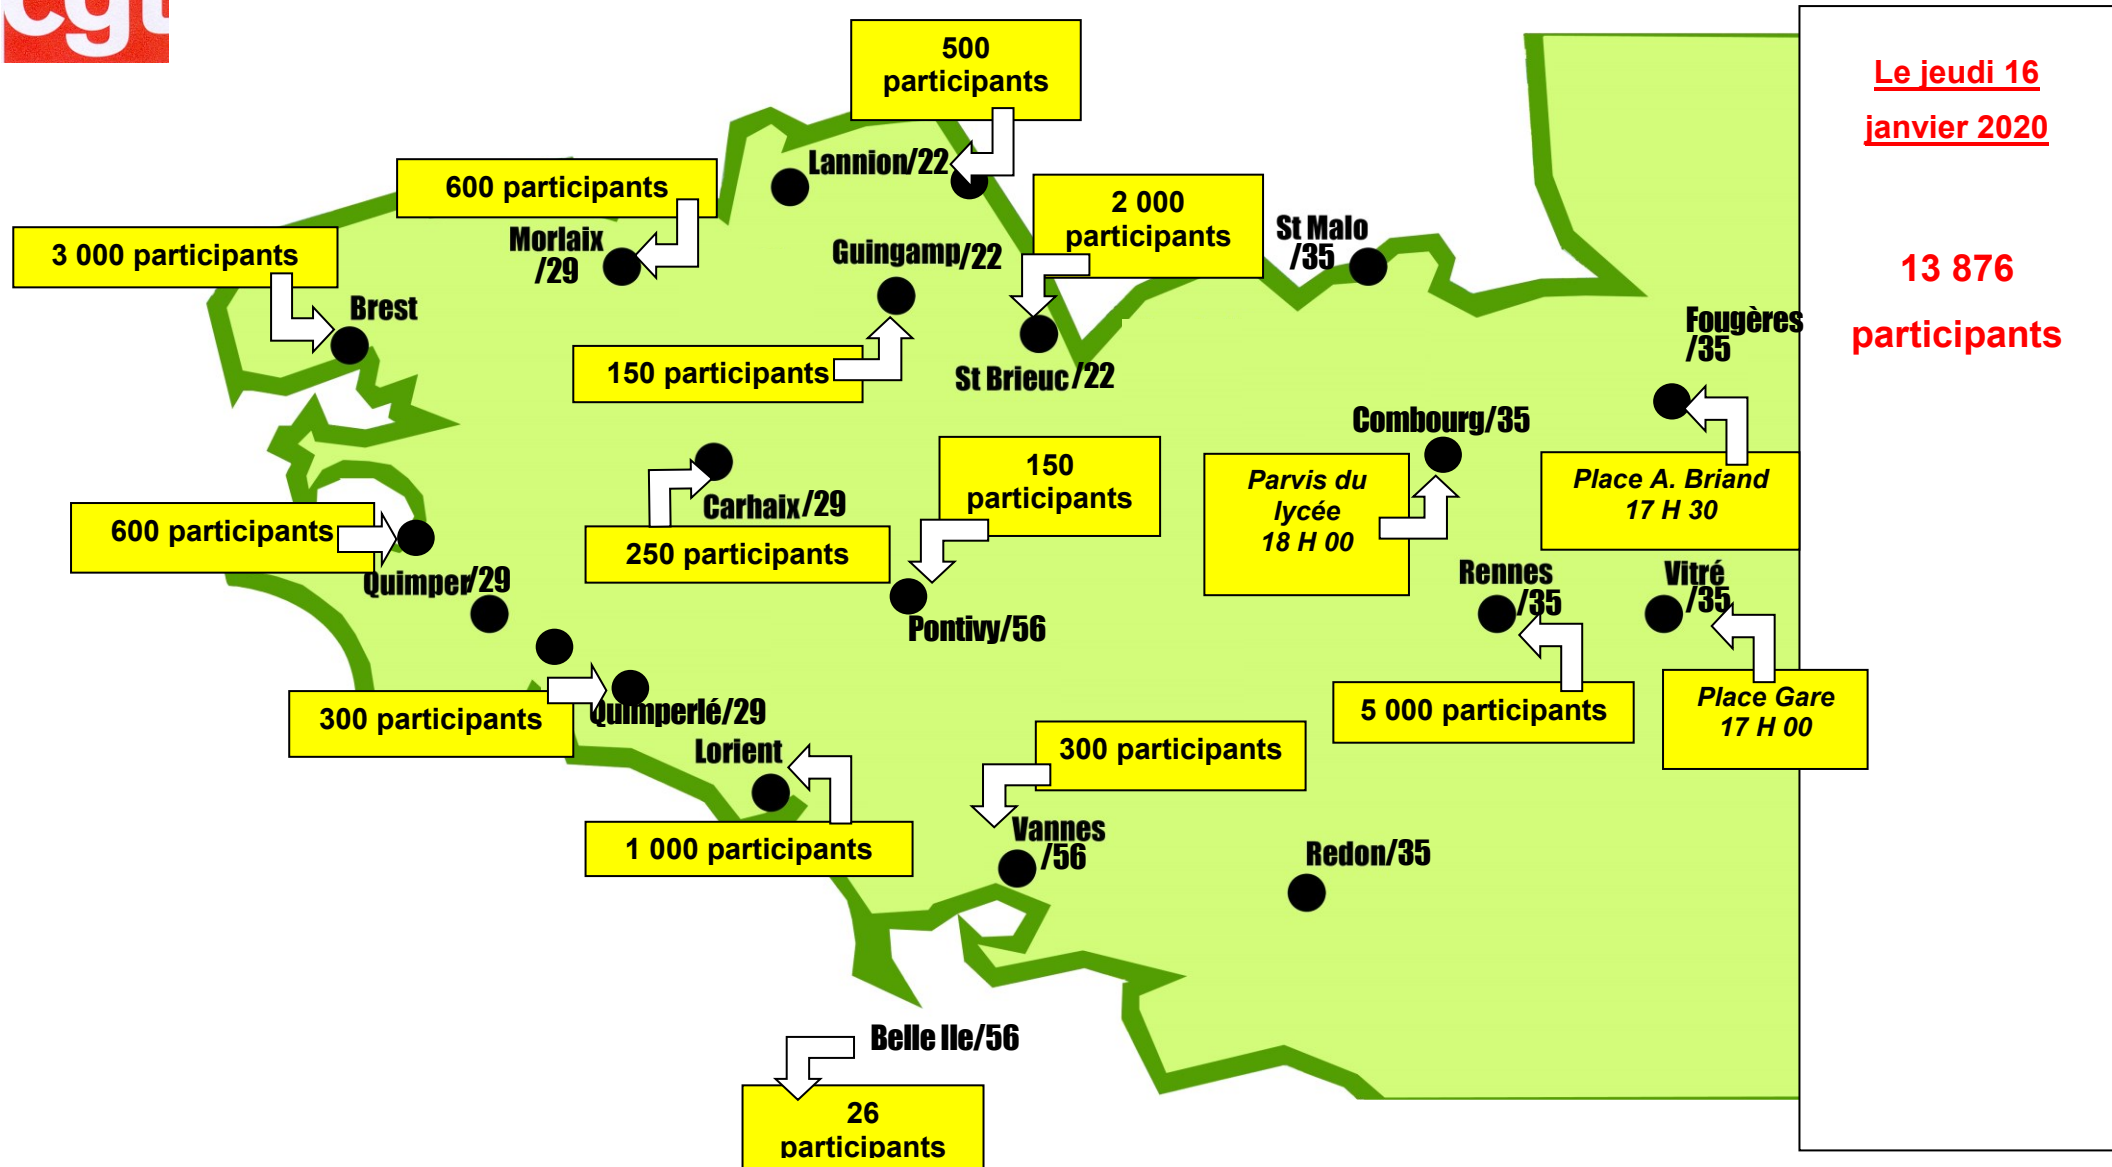 cgt
500
participants
Le jeudi 16
janvier 2020
13 876
participants
Lannion/22
600 participants
2 000
participants
3 000 participants
Morlaix
/29
Guingamp/22
St Malo
/35
Brest
150 participants
St Brieuc/22
Fougères
/35
Combourg/35
Parvis du
lycée
18 H 00
Place A. Briand
17 H 30
150
participants
Carhaix/29
250 participants
600 participants
Quimper/29
Pontivy/56
Rennes
/35
Vitré
/35
300 participants
Quimperlé/29
5 000 participants
Place Gare
17 H 00
Lorient
300 participants
1 000 participants
Vannes
/56
Redon/35
Belle Ile/56
26
participants